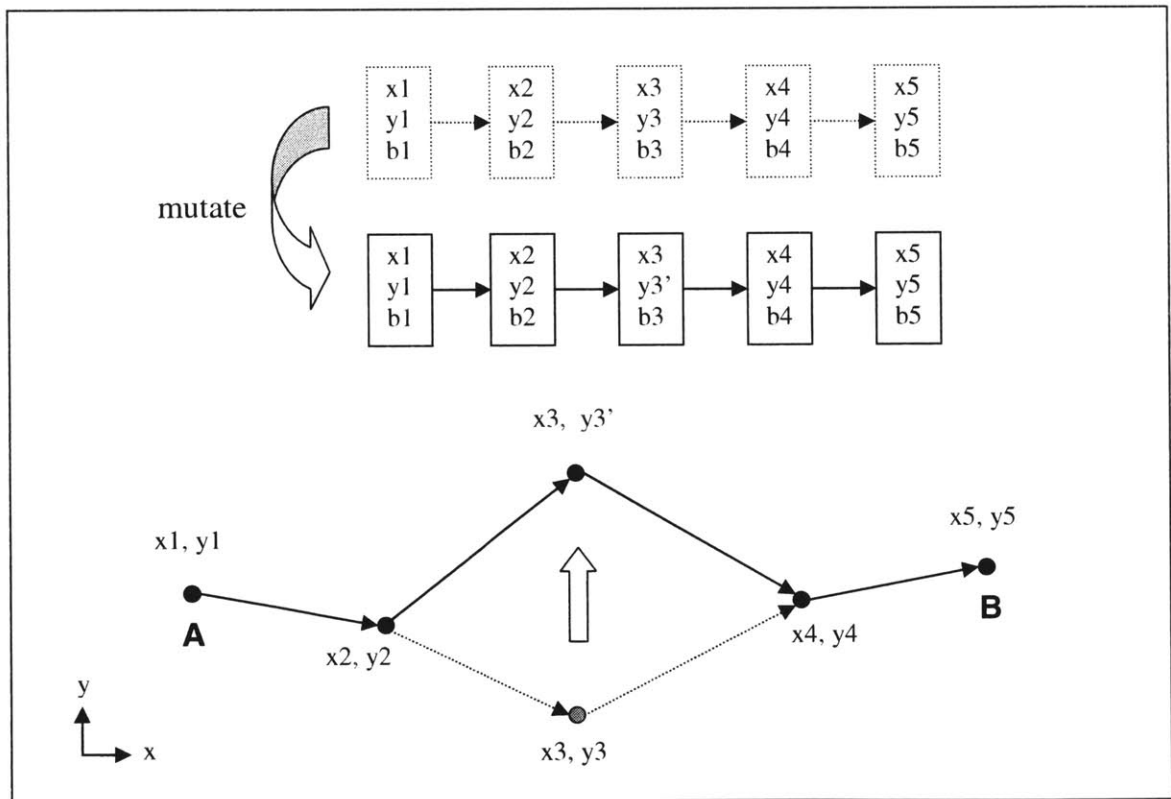 x1 x2 x3 x4 x5
y1 y2 y3 y4 y5
b1 b2 b3 b4 b5
mutate
x1 x2 x3 x4 x5
y1 y2 y3’ y4 y5
b1 b2 b3 b4 b5
x3, y3’
x5, y5
x1, y1
A
B
x4, y4
x2, y2
y
x
x3, y3